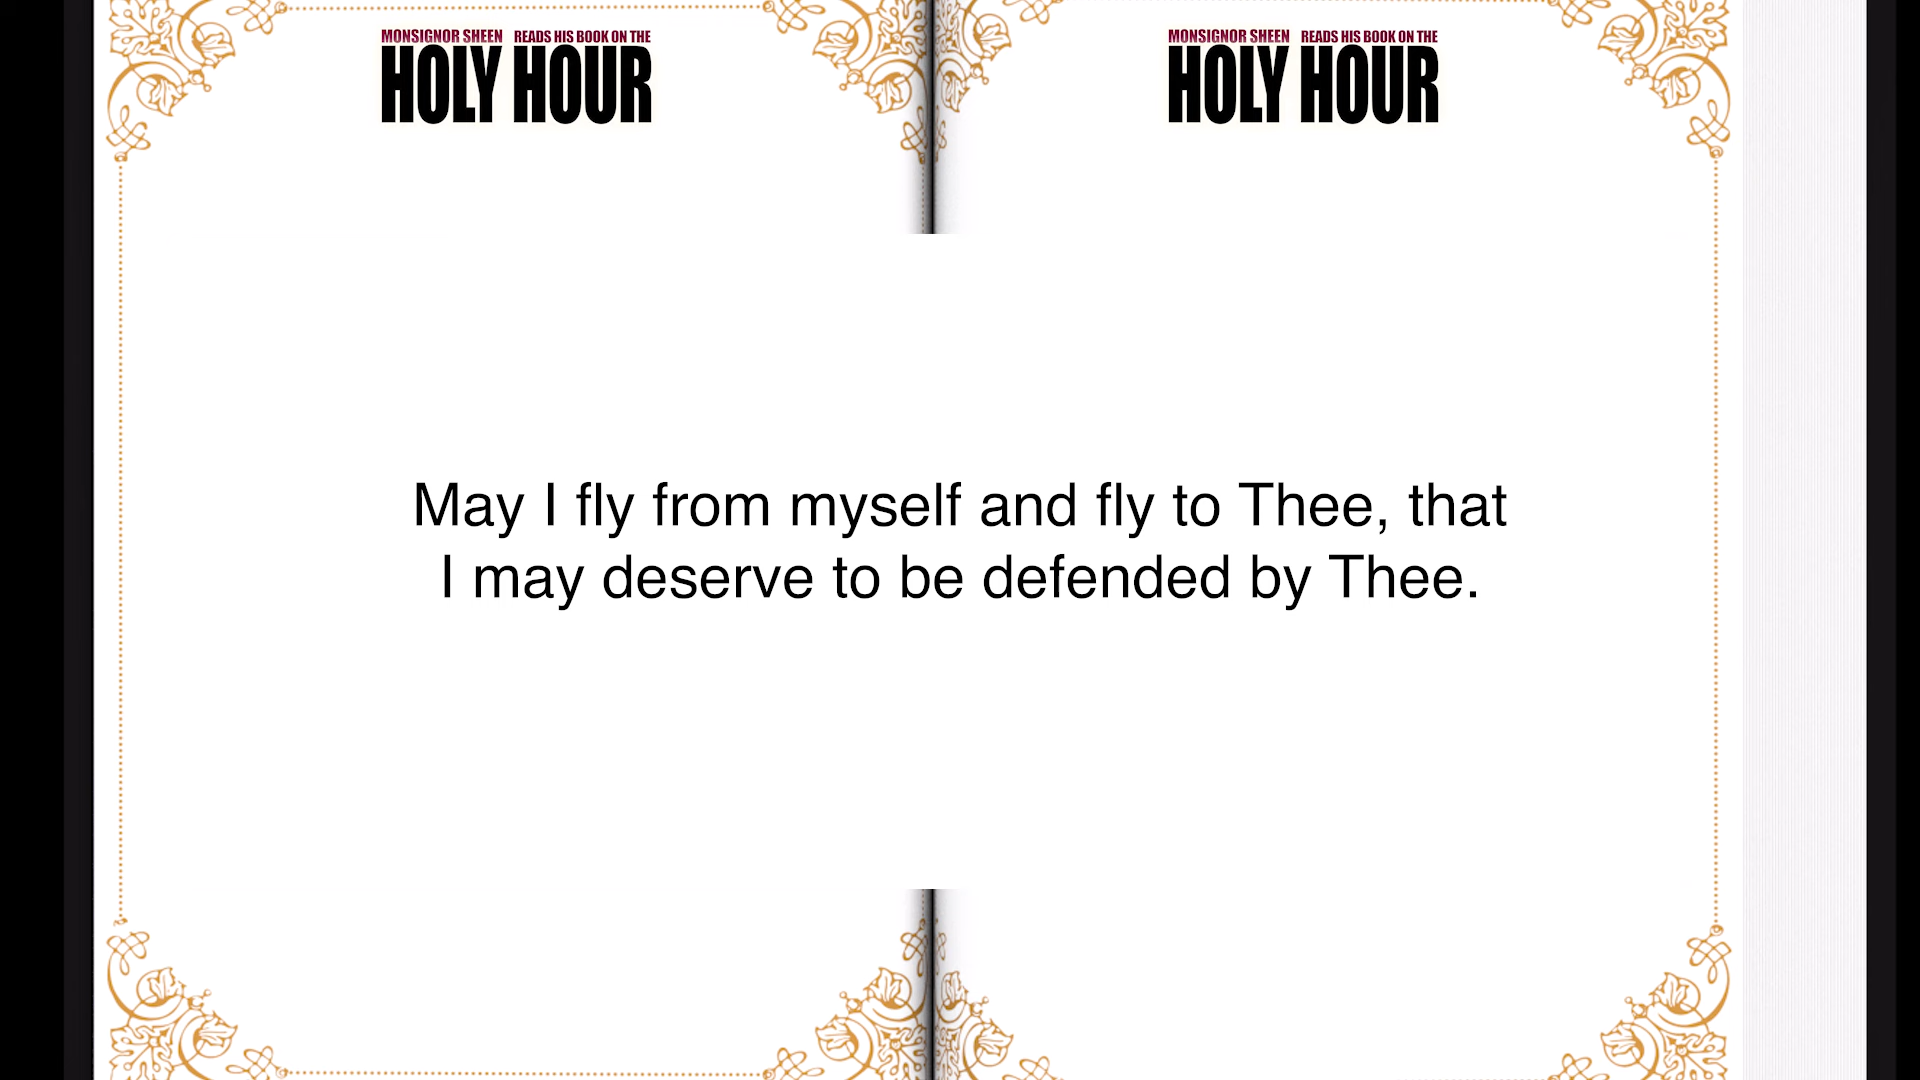 MONSIGNOR SHEEN READS HIS BOOK ON THE
HOLY HOUR
MONSIGNOR SHEEN READS HIS BOOK ON THE
HOLY HOUR
May I fly from myself and fly to Thee, that
I may deserve to be defended by Thee.